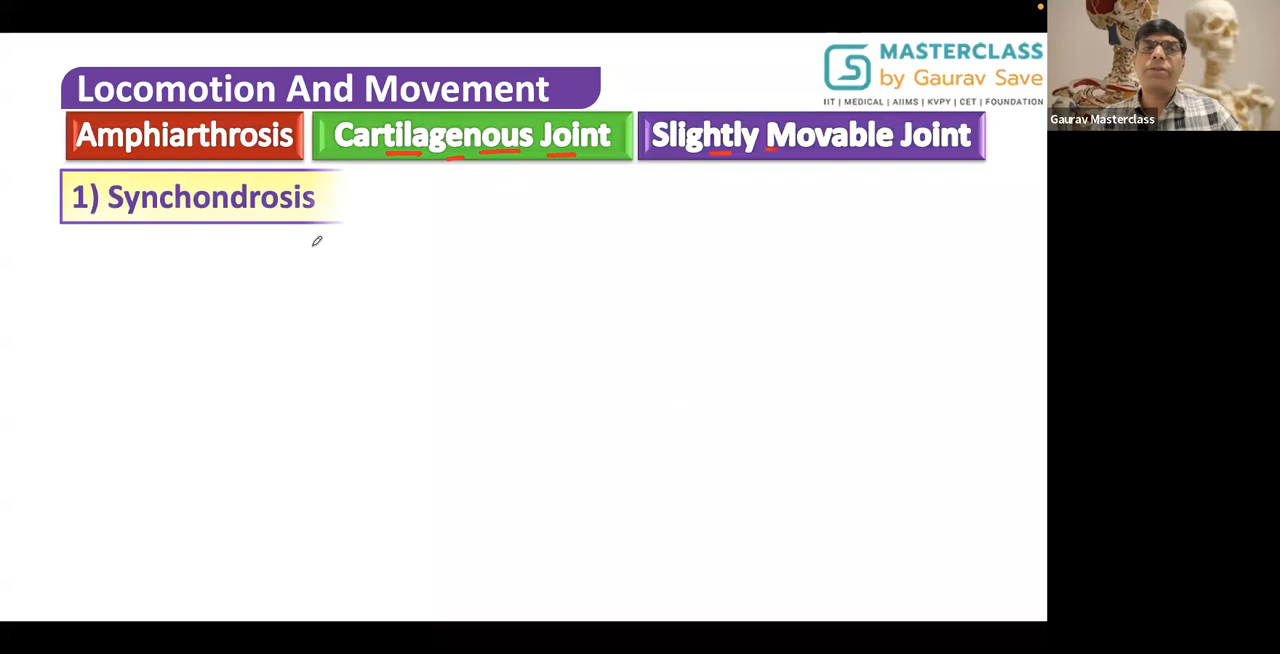 MASTERCLASS
by Gaurav Save
IIT | MEDICAL | AIIMS | KVPY | CET | FOUNDATION
Locomotion And Movement
Amphiarthrosis Cartilagenous Joint Slightly Movable Joint
1) Synchondrosis
Gaurav Masterclass